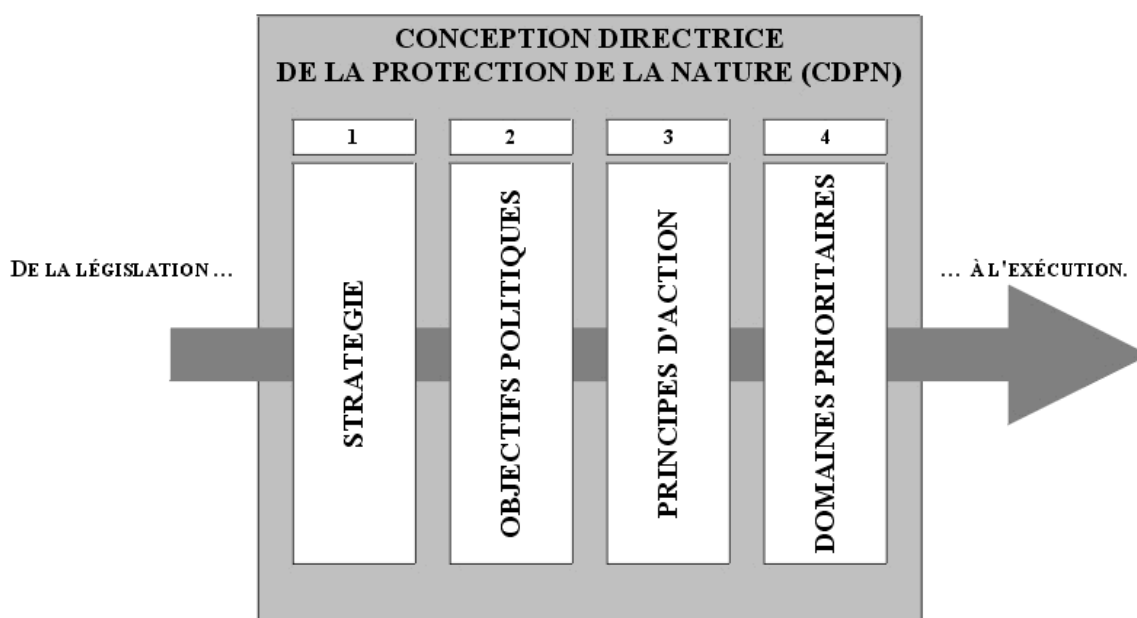 CONCEPTION DIRECTRICE
DE LA PROTECTION DE LA NATURE (CDPN)
1
2
3
4
DE LA LÉGISLATION ...
STRATEGIE
OBJECTIFS POLITIQUES
PRINCIPES D'ACTION
DOMAINES PRIORITAIRES
... À L'EXÉCUTION.